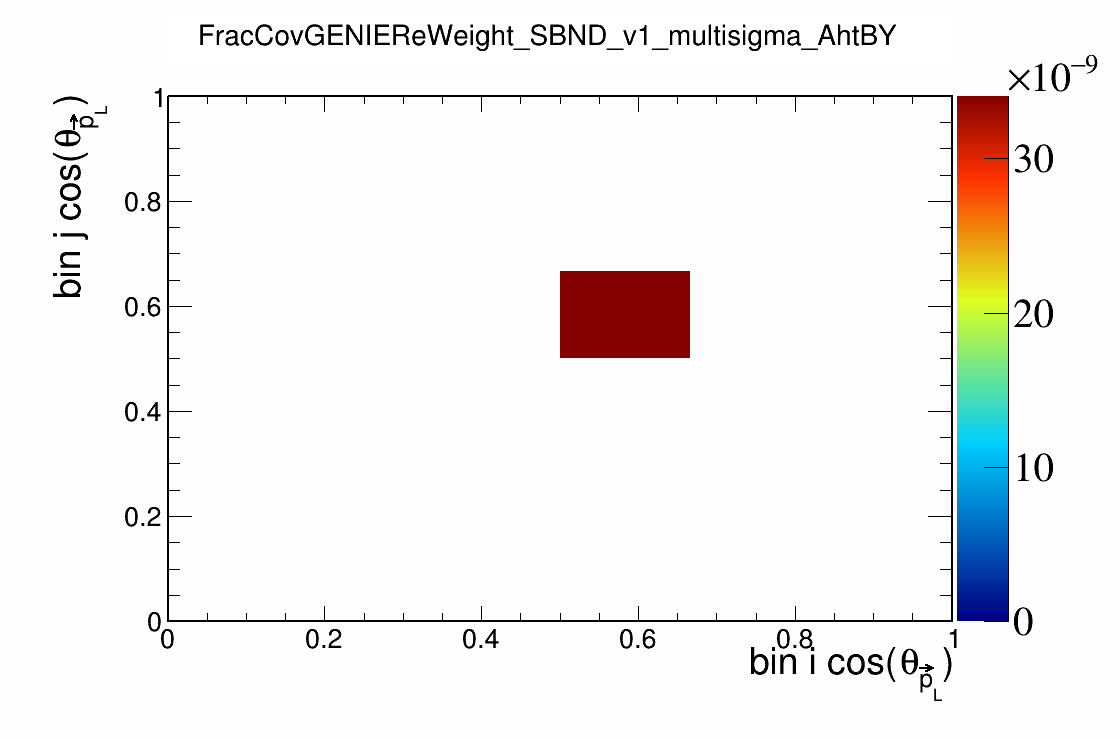 FracCovGENIEReWeight_SBND_v1_multisigma_AhtBY
×10⁻⁹
bin j cos(θ_p⃗_L)
1
0.8
0.6
0.4
0.2
0
0 0.2 0.4 0.6 0.8 1
bin i cos(θ_p⃗_L)
30
20
10
0